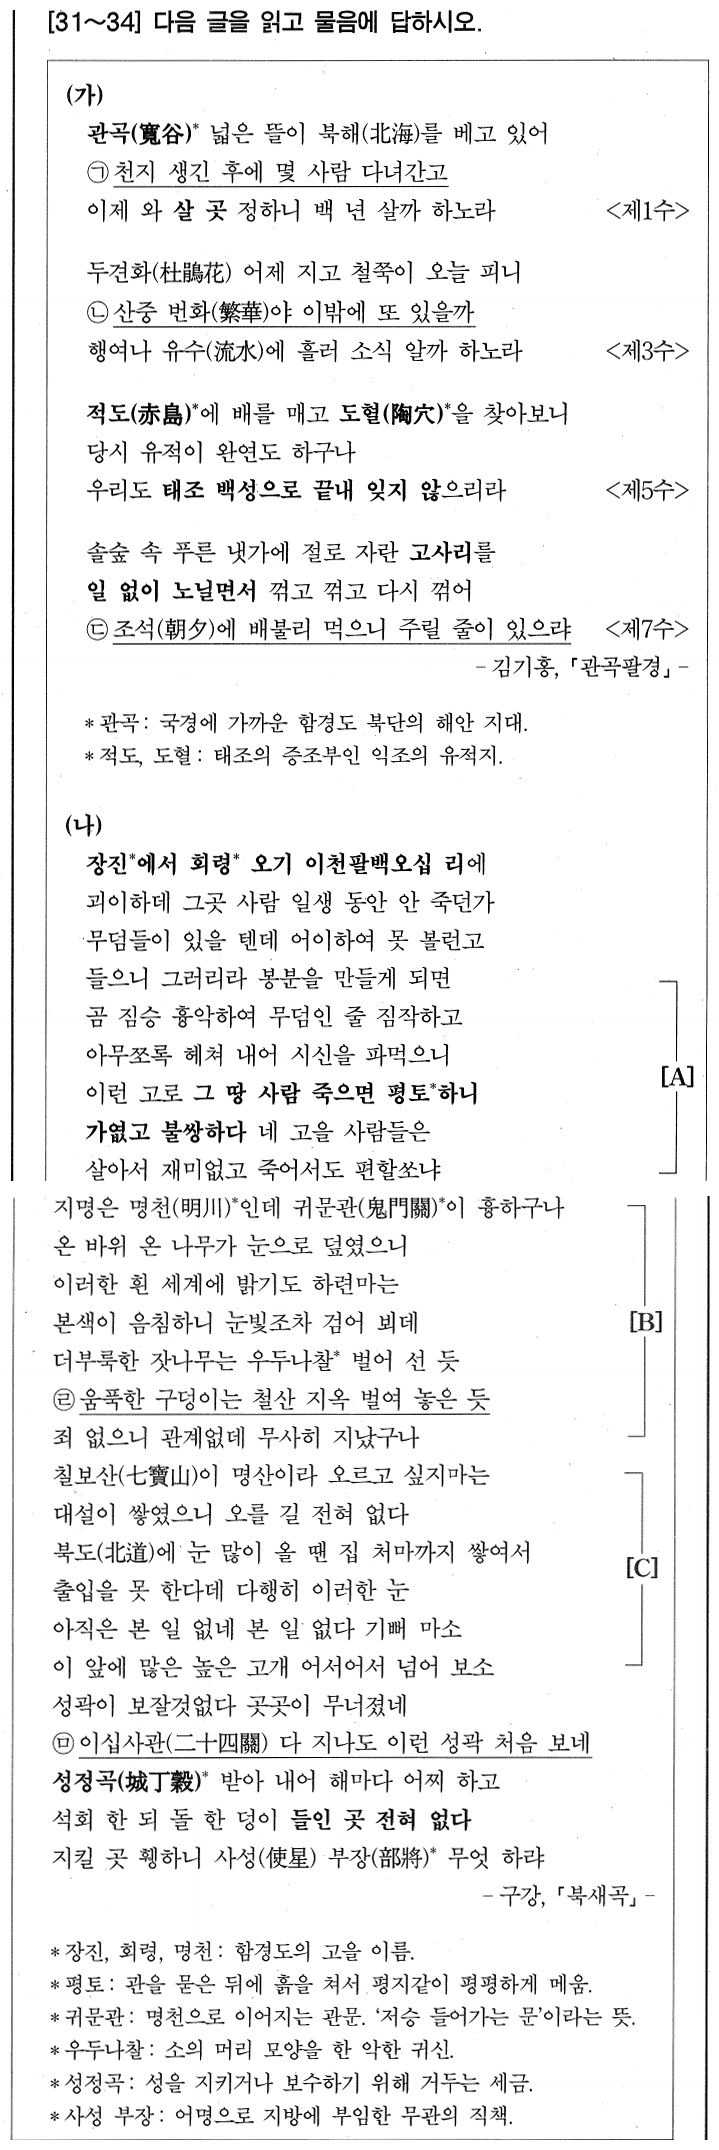 [31~34] 다음 글을 읽고 물음에 답하시오.
(가)
관곡(寬谷)* 넓은 뜰이 북해(北海)를 베고 있어
㉠ 천지 생긴 후에 몇 사람 다녀간고
이제 와 살 곳 정하니 백 년 살까 하노라 <제1수>
두견화(杜鵑花) 어제 지고 철쭉이 오늘 피니
㉡ 산중 번화(繁華)야 이밖에 또 있을까
행여나 유수(流水)에 흘러 소식 알까 하노라 <제3수>
적도(赤島)*에 배를 매고 도혈(陶穴)*을 찾아보니
당시 유적이 완연도 하구나
우리도 태조 백성으로 끝내 잊지 않으리라 <제5수>
솔숲 속 푸른 냇가에 절로 자란 고사리를
일 없이 노닐면서 꺾고 꺾고 다시 꺾어
㉢ 조석(朝夕)에 배불리 먹으니 주릴 줄이 있으랴 <제7수>
- 김기홍, 「관곡팔경」 -
* 관곡: 국경에 가까운 함경도 북단의 해안 지대.
* 적도, 도혈: 태조의 증조부인 익조의 유적지.
(나)
장진*에서 회령* 오기 이천팔백오십 리에
괴이하데 그곳 사람 일생 동안 안 죽던가
무덤들이 있을 텐데 어이하여 못 볼런고
들으니 그러리라 봉분을 만들게 되면
곰 짐승 흉악하여 무덤인 줄 짐작하고
아무쪼록 헤쳐 내어 시신을 파먹으니
[A]
이런 고로 그 땅 사람 죽으면 평토*하니
가엾고 불쌍하다 네 고을 사람들은
살아서 재미없고 죽어서도 편할쏘냐
지명은 명천(明川)*인데 귀문관(鬼門關)*이 흉하구나
온 바위 온 나무가 눈으로 덮였으니
이러한 흰 세계에 밝기도 하련마는
본색이 음침하니 눈빛조차 검어 뵈데
[B]
더부룩한 잣나무는 우두나찰* 벌어 선 듯
㉣ 움푹한 구덩이는 철산 지옥 벌여 놓은 듯
죄 없으니 관계없데 무사히 지났구나
칠보산(七寶山)이 명산이라 오르고 싶지마는
대설이 쌓였으니 오를 길 전혀 없다
북도(北道)에 눈 많이 올 땐 집 처마까지 쌓여서
[C]
출입을 못 한다데 다행히 이러한 눈
아직은 본 일 없네 본 일 없다 기뻐 마소
이 앞에 많은 높은 고개 어서어서 넘어 보소
성곽이 보잘것없다 곳곳이 무너졌네
㉤ 이십사관(二十四關) 다 지나도 이런 성곽 처음 보네
성정곡(城丁穀)* 받아 내어 해마다 어찌 하고
석회 한 되 돌 한 덩이 들인 곳 전혀 없다
지킬 곳 휑하니 사성(使星) 부장(部將)* 무엇 하랴
- 구강, 「북새곡」 -
* 장진, 회령, 명천: 함경도의 고을 이름.
* 평토: 관을 묻은 뒤에 흙을 쳐서 평지같이 평평하게 메움.
* 귀문관: 명천으로 이어지는 관문. '저승 들어가는 문'이라는 뜻.
* 우두나찰: 소의 머리 모양을 한 악한 귀신.
* 성정곡: 성을 지키거나 보수하기 위해 거두는 세금.
* 사성 부장: 어명으로 지방에 부임한 무관의 직책.